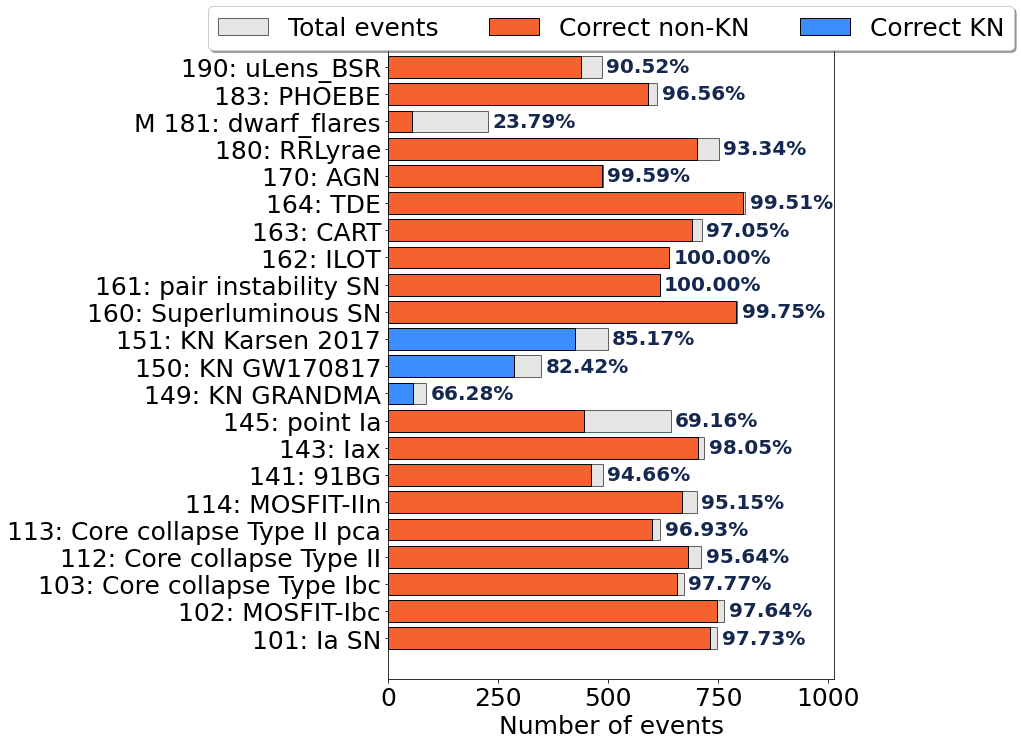 Total events Correct non-KN Correct KN
190: uLens_BSR 90.52%
183: PHOEBE 96.56%
M 181: dwarf_flares 23.79%
180: RRLyrae 93.34%
170: AGN 99.59%
164: TDE 99.51%
163: CART 97.05%
162: ILOT 100.00%
161: pair instability SN 100.00%
160: Superluminous SN 99.75%
151: KN Karsen 2017 85.17%
150: KN GW170817 82.42%
149: KN GRANDMA 66.28%
145: point Ia 69.16%
143: Iax 98.05%
141: 91BG 94.66%
114: MOSFIT-IIn 95.15%
113: Core collapse Type II pca 96.93%
112: Core collapse Type II 95.64%
103: Core collapse Type Ibc 97.77%
102: MOSFIT-Ibc 97.64%
101: Ia SN 97.73%
0 250 500 750 1000
Number of events